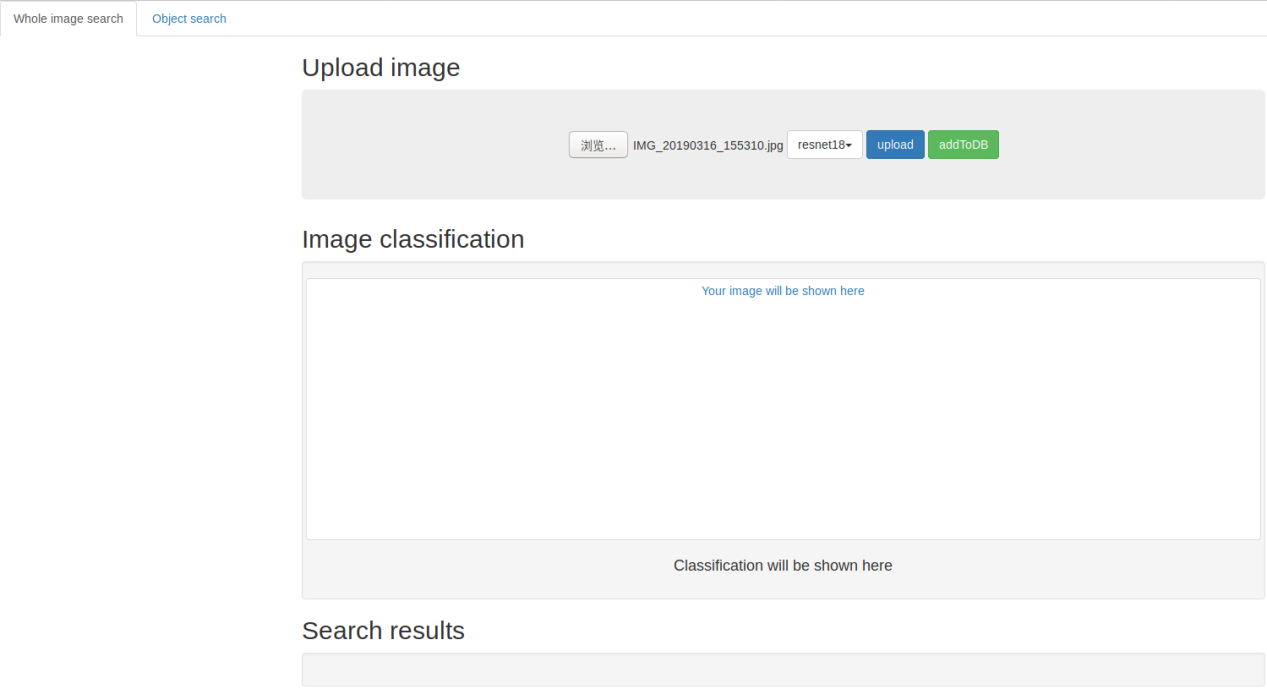 Whole image search Object search
Upload image
浏览... IMG_20190316_155310.jpg resnet18 upload addToDB
Image classification
Your image will be shown here
Classification will be shown here
Search results